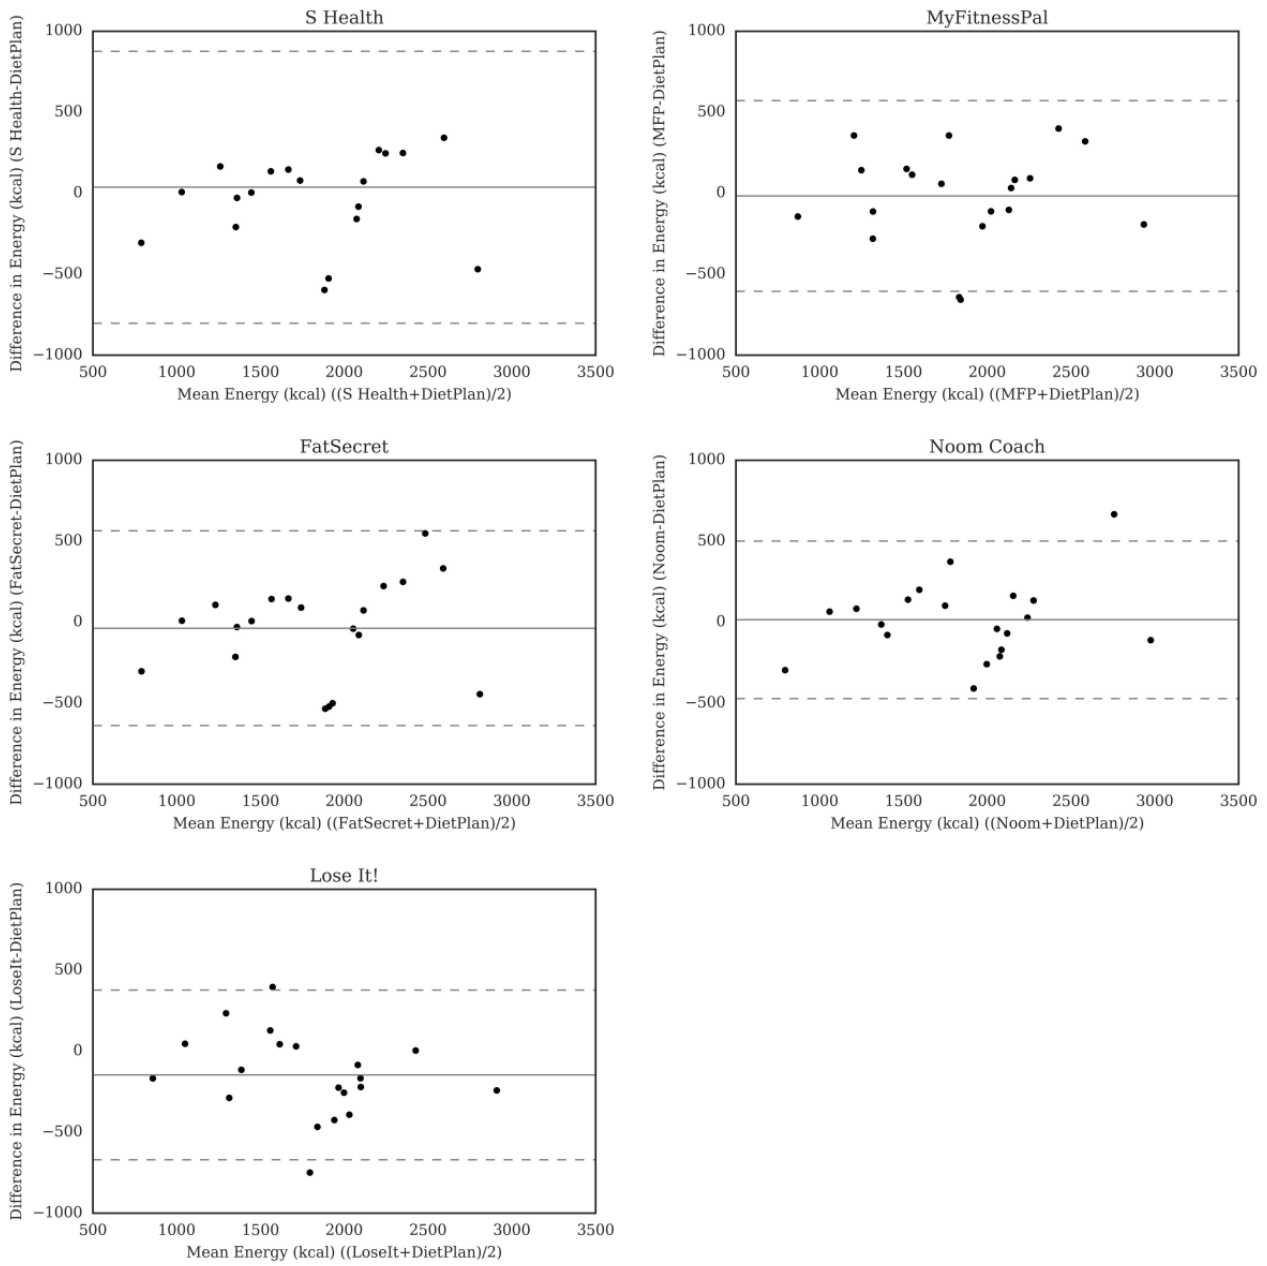 S Health
Difference in Energy (kcal) (S Health-DietPlan)
1000
500
0
−500
−1000
500 1000 1500 2000 2500 3000 3500
Mean Energy (kcal) ((S Health+DietPlan)/2)
MyFitnessPal
Difference in Energy (kcal) (MFP-DietPlan)
1000
500
0
−500
−1000
500 1000 1500 2000 2500 3000 3500
Mean Energy (kcal) ((MFP+DietPlan)/2)
FatSecret
Difference in Energy (kcal) (FatSecret-DietPlan)
1000
500
0
−500
−1000
500 1000 1500 2000 2500 3000 3500
Mean Energy (kcal) ((FatSecret+DietPlan)/2)
Noom Coach
Difference in Energy (kcal) (Noom-DietPlan)
1000
500
0
−500
−1000
500 1000 1500 2000 2500 3000 3500
Mean Energy (kcal) ((Noom+DietPlan)/2)
Lose It!
Difference in Energy (kcal) (LoseIt-DietPlan)
1000
500
0
−500
−1000
500 1000 1500 2000 2500 3000 3500
Mean Energy (kcal) ((LoseIt+DietPlan)/2)